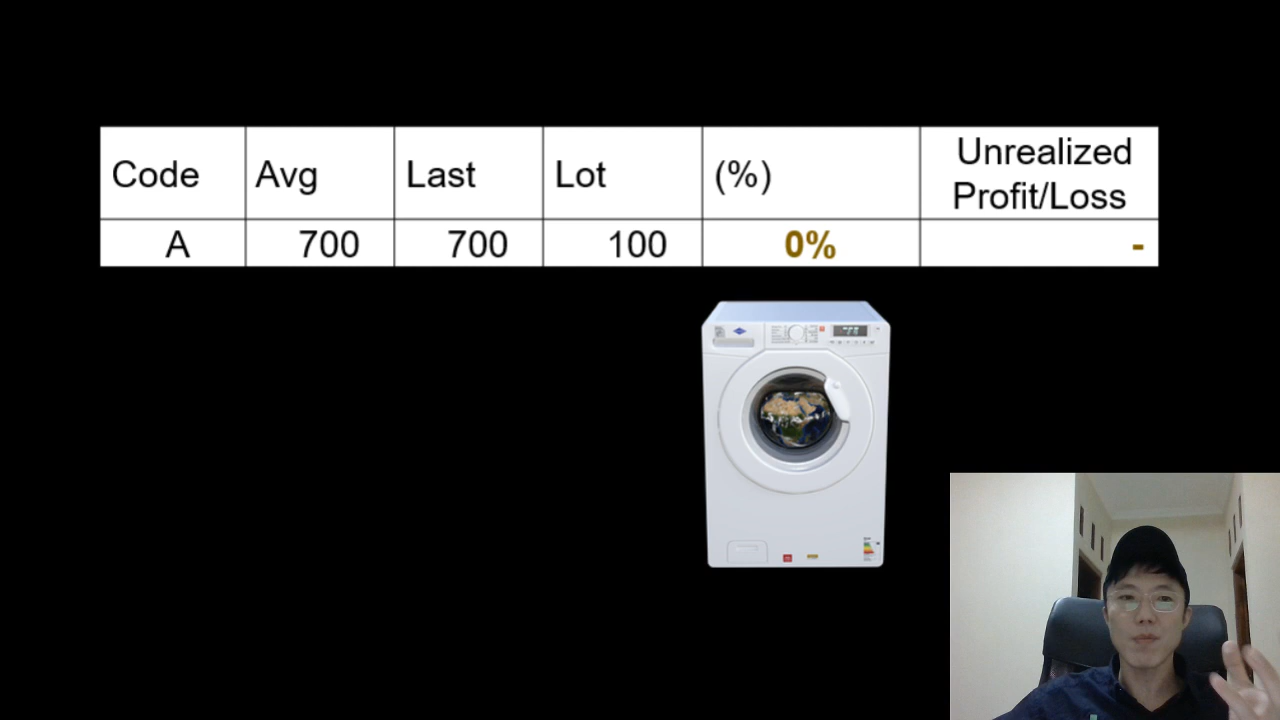 Code Avg Last Lot (%) Unrealized
Profit/Loss
A 700 700 100 0% -